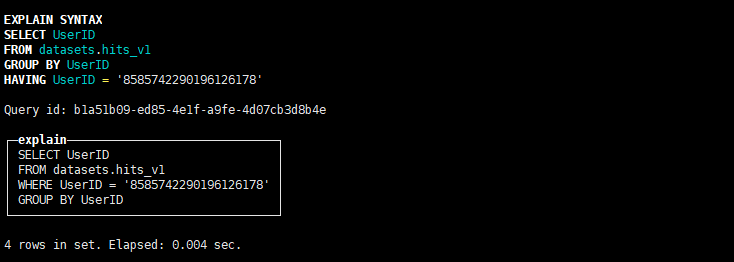 EXPLAIN SYNTAX
SELECT UserID
FROM datasets.hits_v1
GROUP BY UserID
HAVING UserID = '8585742290196126178'
Query id: b1a51b09-ed85-4e1f-a9fe-4d07cb3d8b4e
explain
SELECT UserID
FROM datasets.hits_v1
WHERE UserID = '8585742290196126178'
GROUP BY UserID
4 rows in set. Elapsed: 0.004 sec.